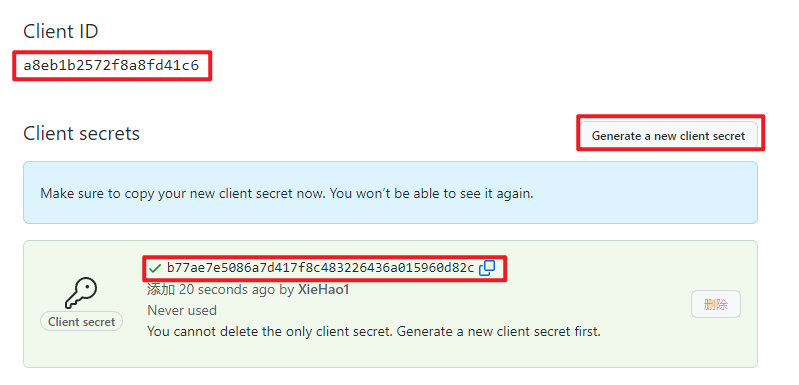 Client ID
a8eb1b2572f8a8fd41c6
Client secrets
Generate a new client secret
Make sure to copy your new client secret now. You won’t be able to see it again.
b77ae7e5086a7d417f8c483226436a015960d82c
添加 20 seconds ago by XieHao1
Never used
Client secret
You cannot delete the only client secret. Generate a new client secret first.
删除